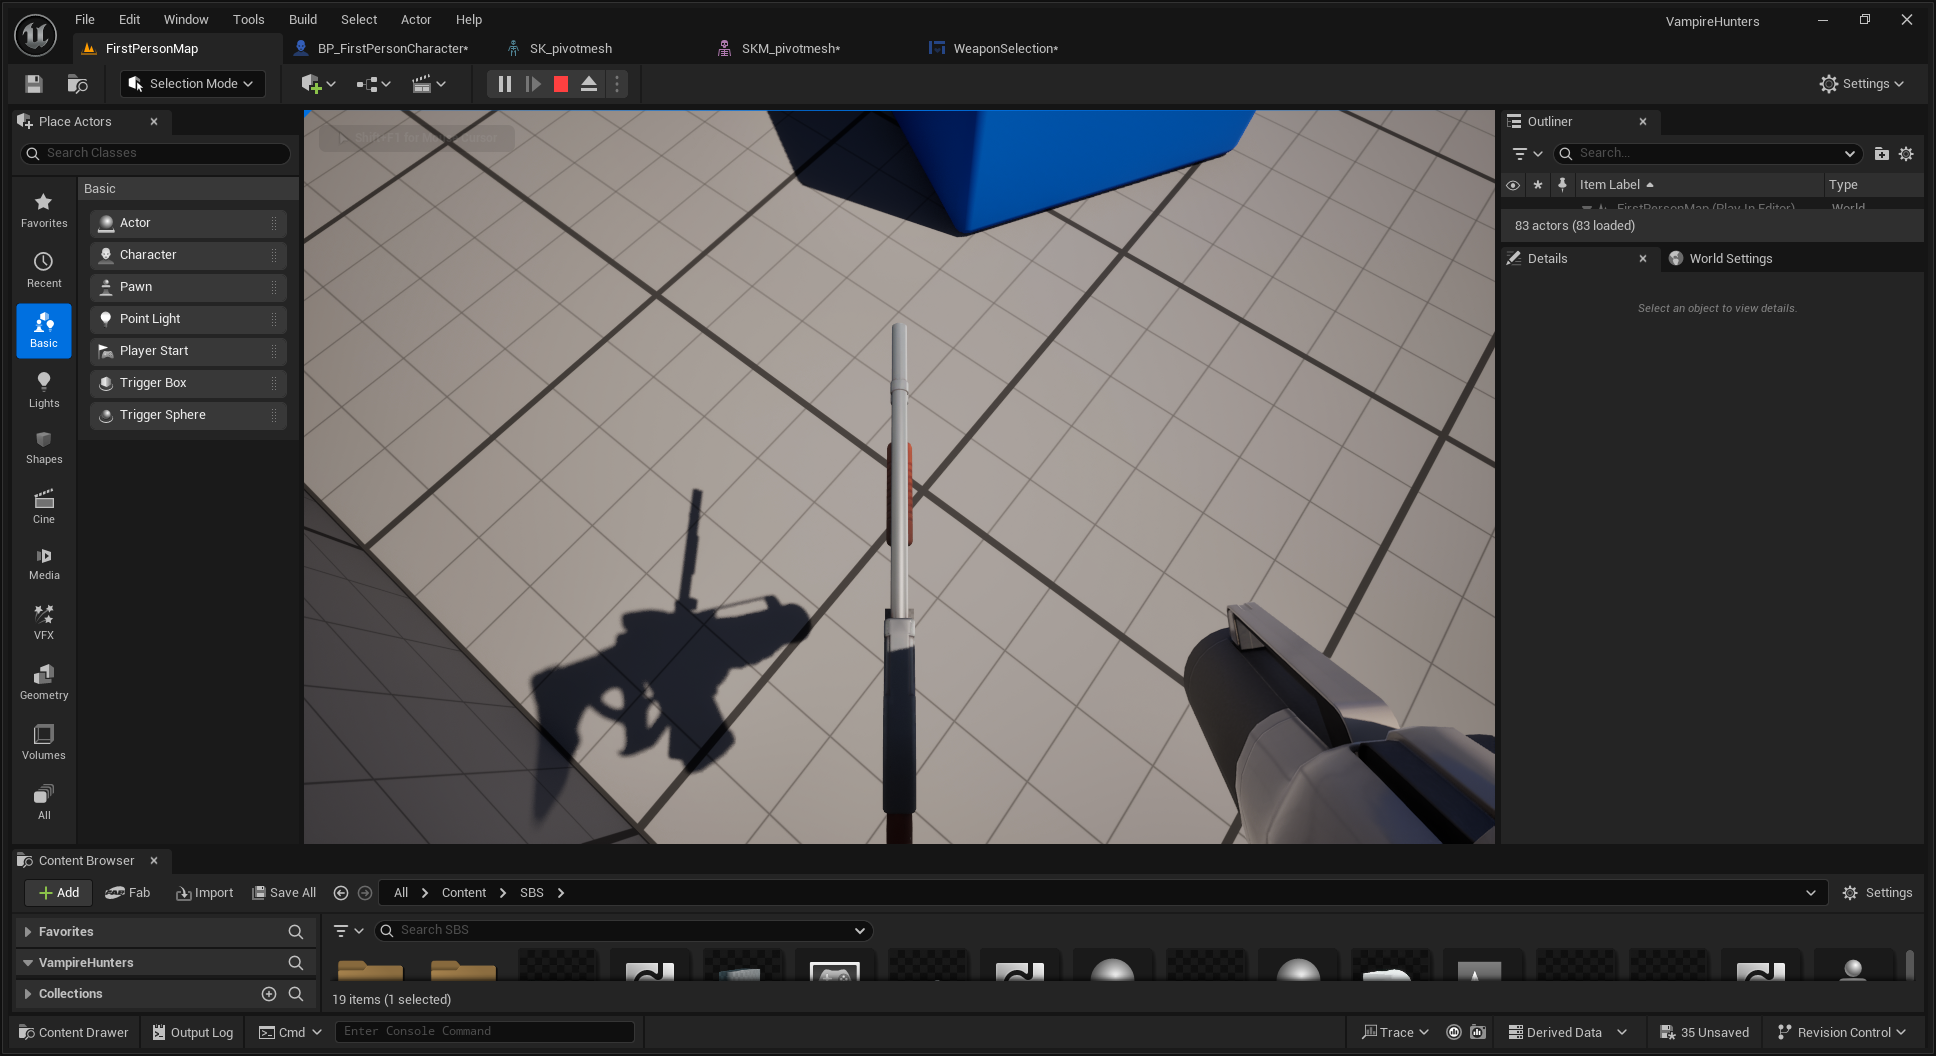 File Edit Window Tools Build Select Actor Help
VampireHunters
FirstPersonMap
BP_FirstPersonCharacter*
SK_pivotmesh
SKM_pivotmesh*
WeaponSelection*
Selection Mode
Settings
Place Actors
Search Classes
Favorites
Recent
Basic
Lights
Shapes
Cine
Media
VFX
Geometry
Volumes
All
Basic
Actor
Character
Pawn
Point Light
Player Start
Trigger Box
Trigger Sphere
Outliner
Search...
Item Label
Type
FirstPersonMap (Play In Editor)
World
83 actors (83 loaded)
Details
World Settings
Select an object to view details.
Content Browser
Add
Fab
Import
Save All
All
Content
SBS
Settings
Favorites
VampireHunters
Collections
Search SBS
19 items (1 selected)
Content Drawer
Output Log
Cmd
Enter Console Command
Trace
Derived Data
35 Unsaved
Revision Control